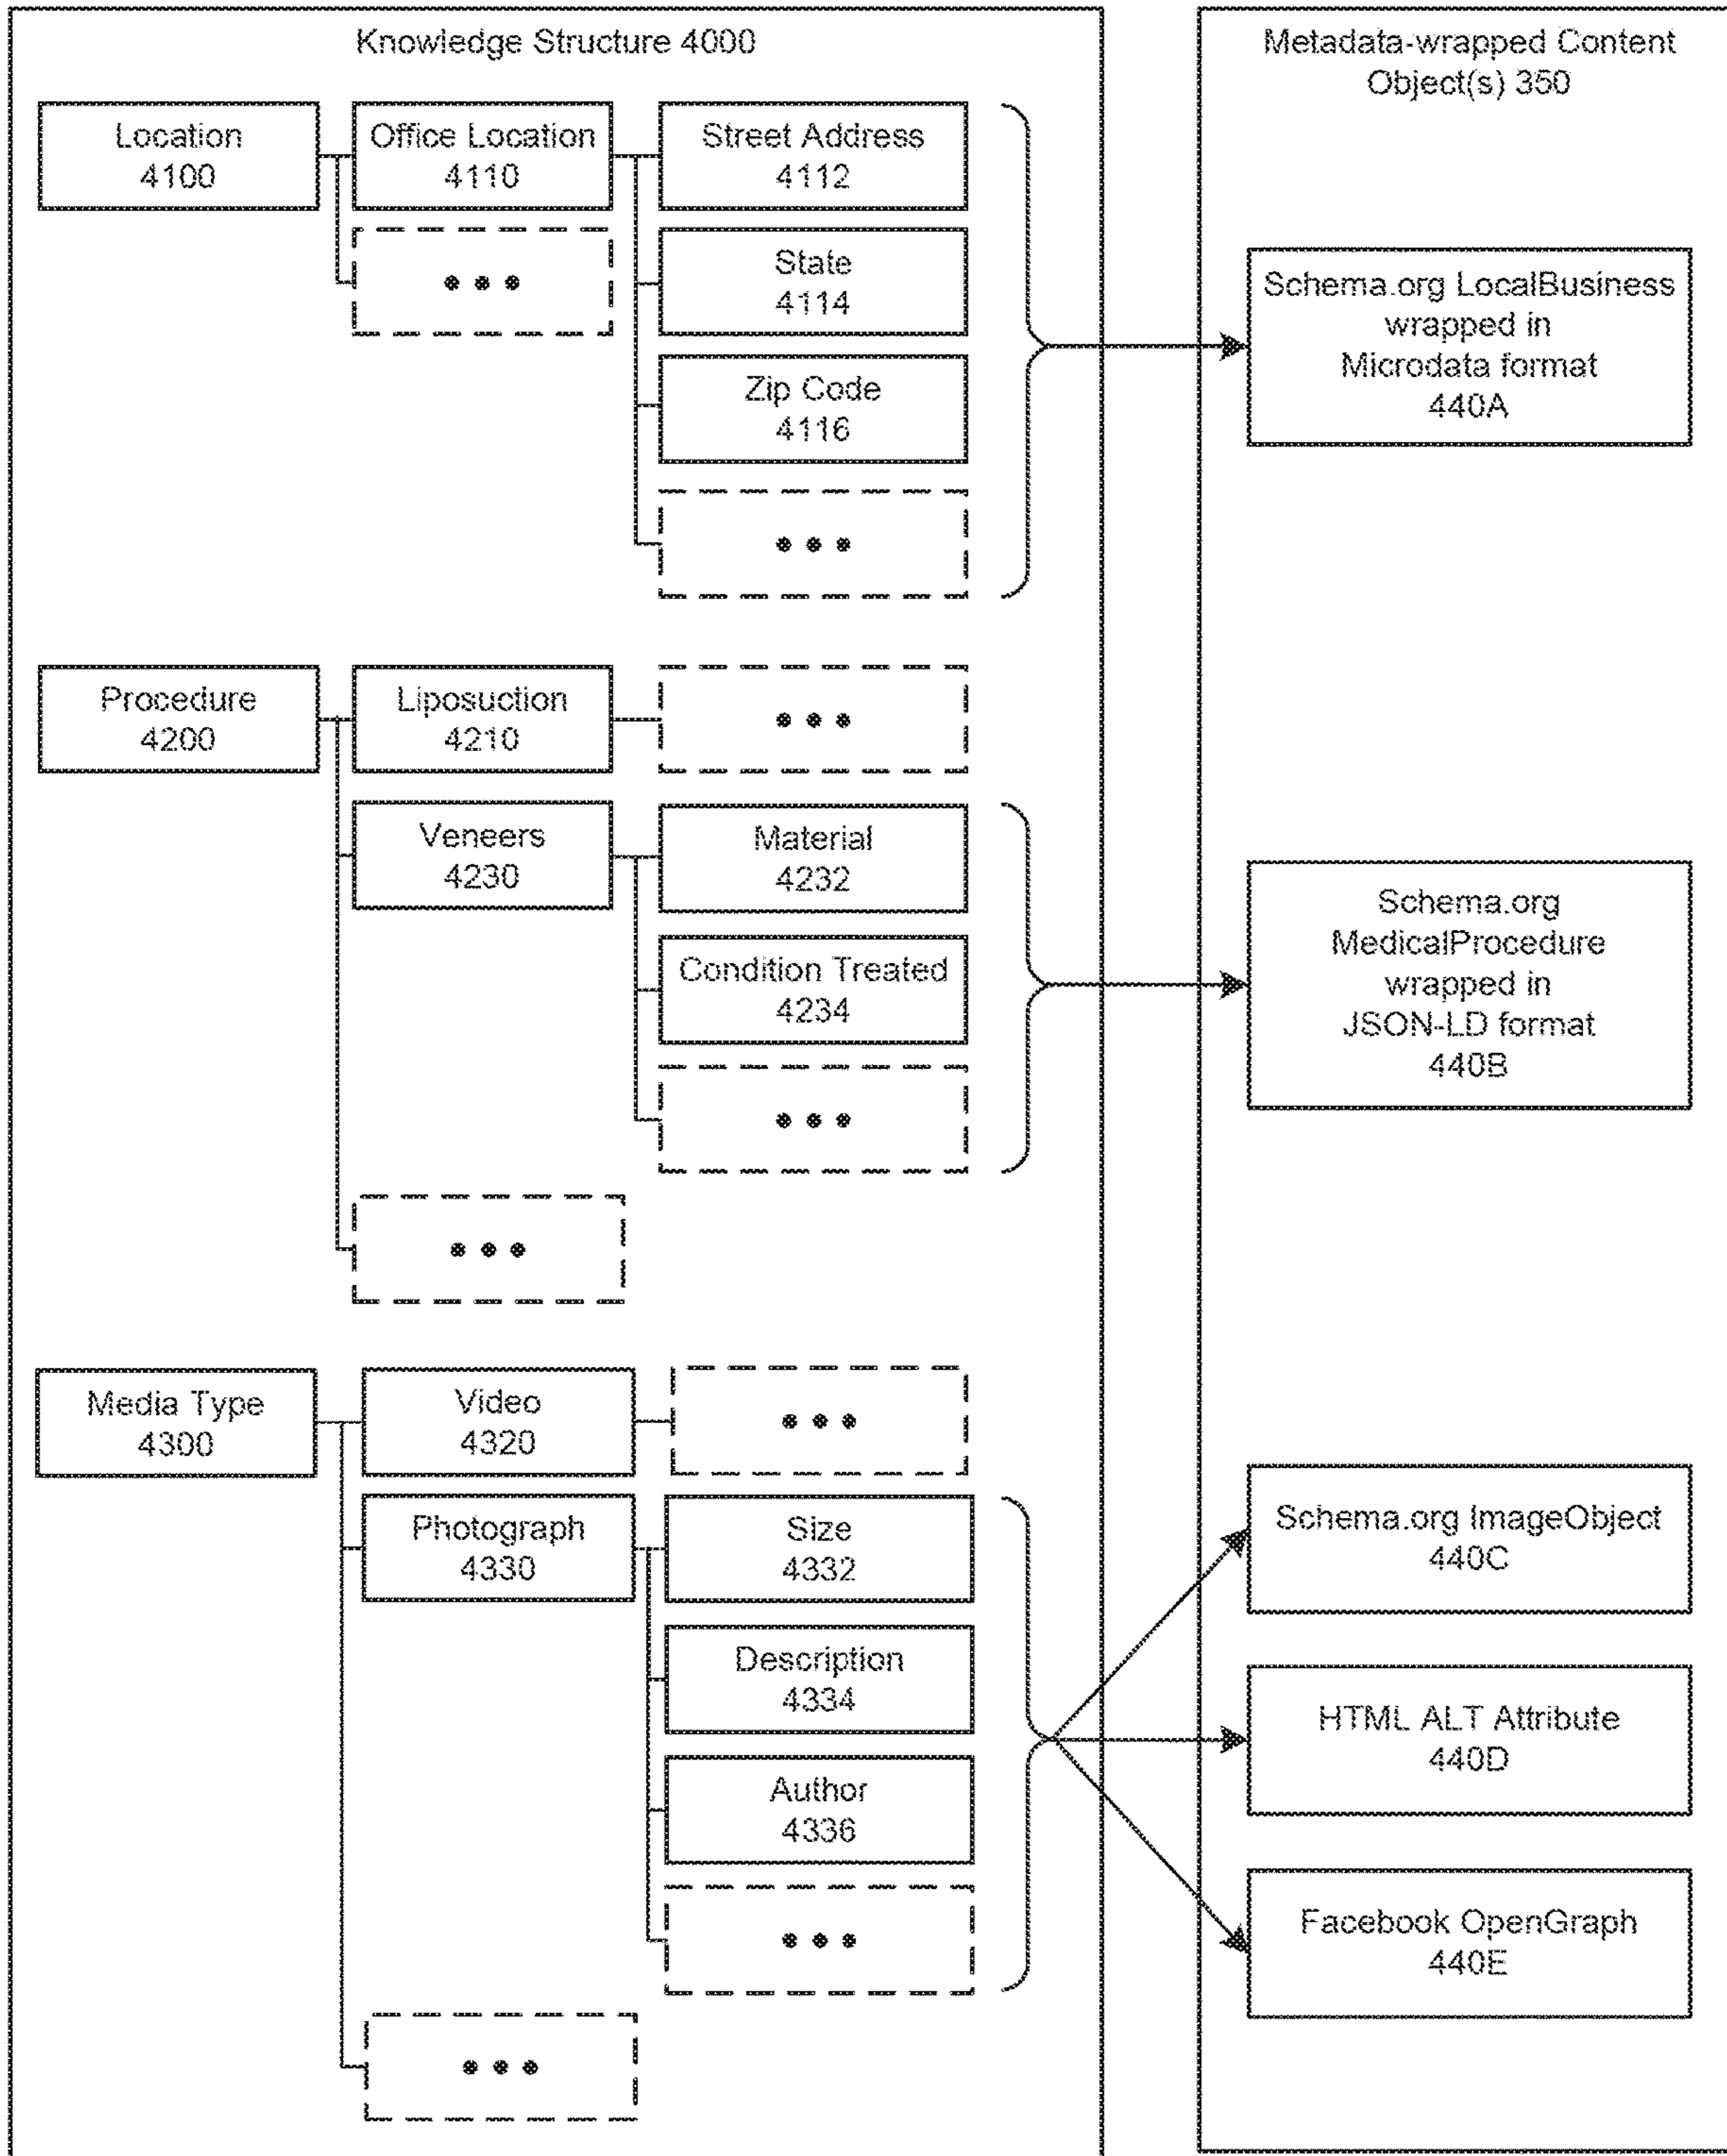 Knowledge Structure 4000
Metadata-wrapped Content
Object(s) 350
Location
4100
Office Location
4110
Street Address
4112
State
4114
Zip Code
4116
Schema.org LocalBusiness
wrapped in
Microdata format
440A
Procedure
4200
Liposuction
4210
Veneers
4230
Material
4232
Condition Treated
4234
Schema.org
MedicalProcedure
wrapped in
JSON-LD format
440B
Media Type
4300
Video
4320
Photograph
4330
Size
4332
Description
4334
Author
4336
Schema.org ImageObject
440C
HTML ALT Attribute
440D
Facebook OpenGraph
440E